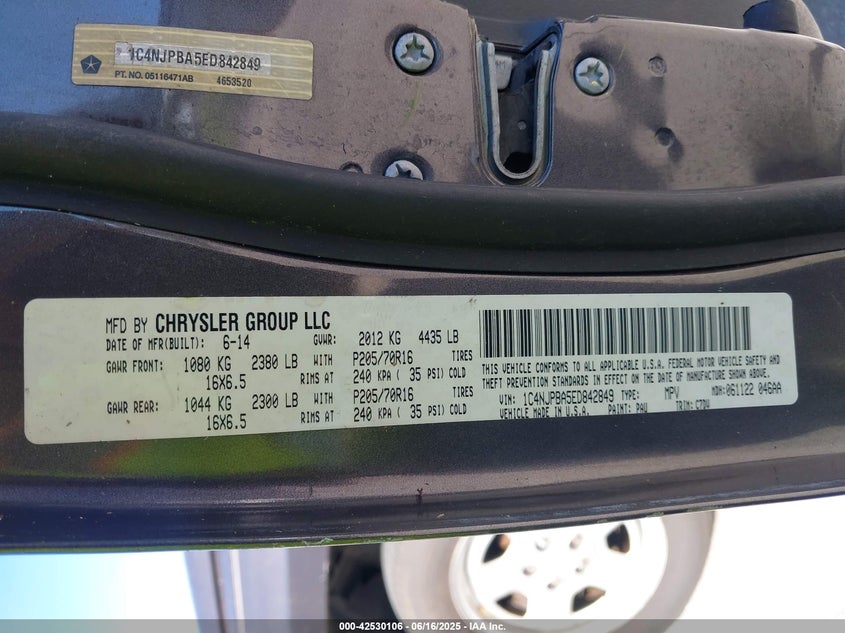 1C4NJPBA5ED842849
PT. NO. 05116471AB 4653520
MFD BY CHRYSLER GROUP LLC
DATE OF MFR(BUILT): 6-14 GVWR: 2012 KG 4435 LB
GAWR FRONT: 1080 KG 2380 LB WITH P205/70R16 TIRES
16X6.5 RIMS AT 240 KPA ( 35 PSI) COLD
GAWR REAR: 1044 KG 2300 LB WITH P205/70R16 TIRES
16X6.5 RIMS AT 240 KPA ( 35 PSI) COLD
THIS VEHICLE CONFORMS TO ALL APPLICABLE U.S.A. FEDERAL MOTOR VEHICLE SAFETY AND
THEFT PREVENTION STANDARDS IN EFFECT ON THE DATE OF MANUFACTURE SHOWN ABOVE.
VIN: 1C4NJPBA5ED842849 TYPE: MPV MDH: 061122 046AA
VEHICLE MADE IN U.S.A. PAINT: PAU TRIM: C7DV
000-42530106 - 06/16/2025 - IAA Inc.